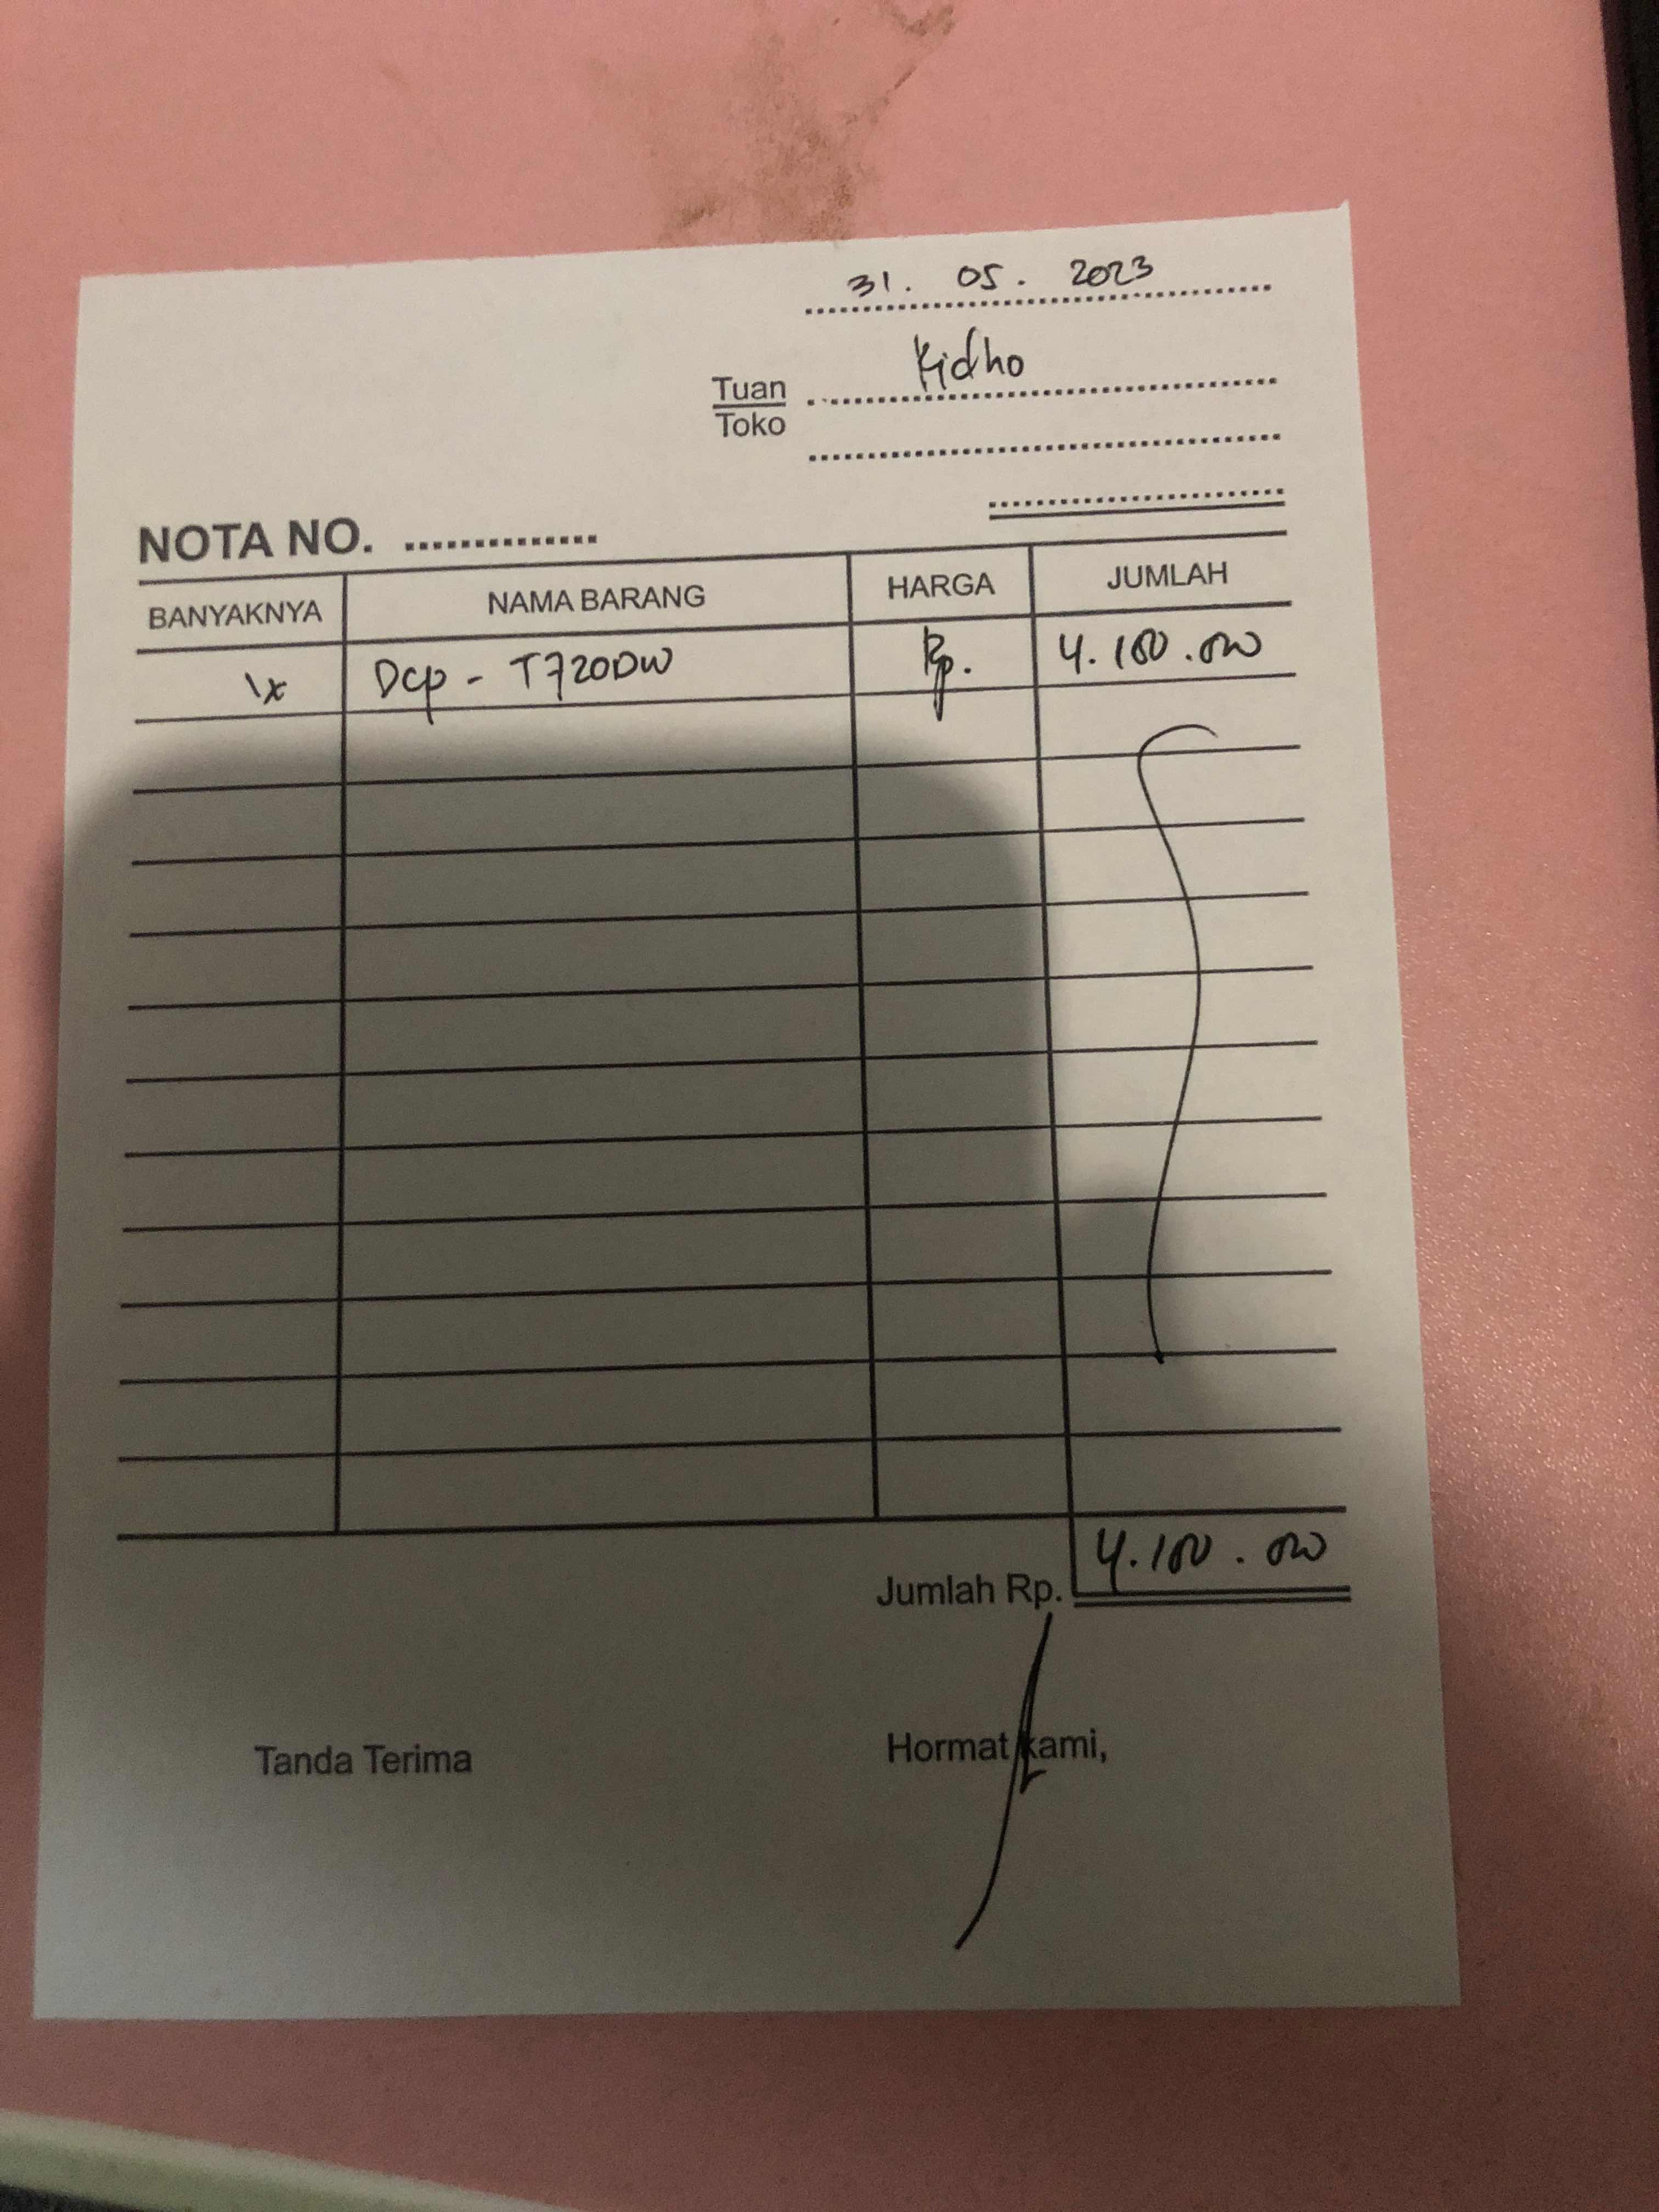 31. 05. 2023
Tuan Ridho
Toko
NOTA NO. ..............
BANYAKNYA NAMA BARANG HARGA JUMLAH
1x Dcp - T720DW Rp. 4.100.000
Jumlah Rp. 4.100.000
Tanda Terima Hormat kami,